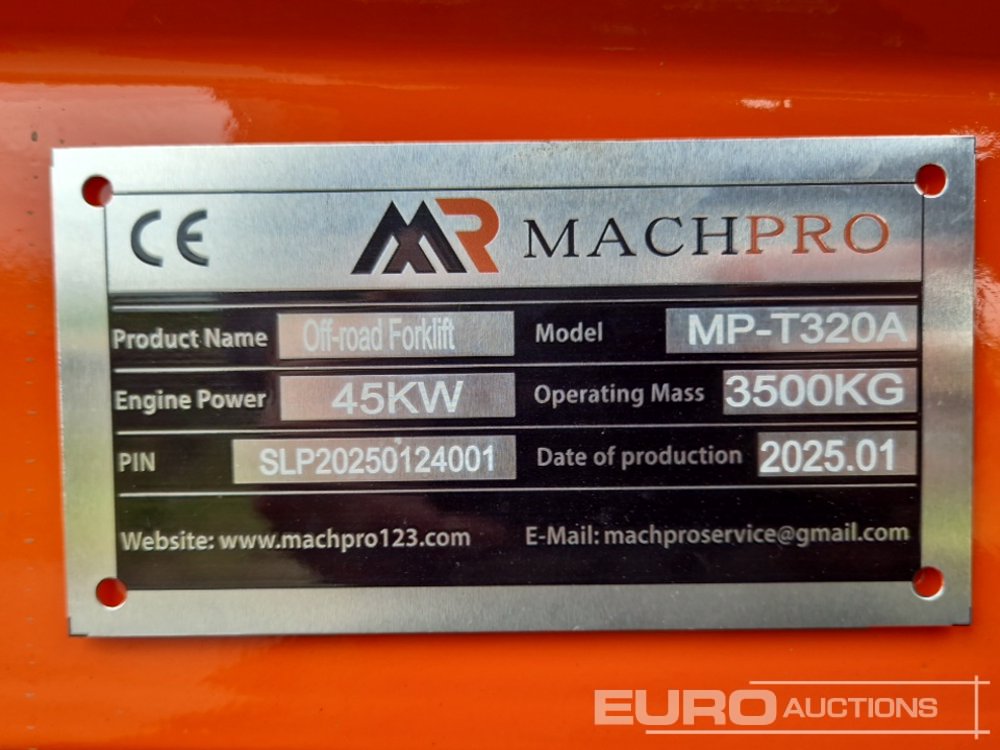 CE MR MACHPRO
Product Name Off-road Forklift Model MP-T320A
Engine Power 45KW Operating Mass 3500KG
PIN SLP20250124001 Date of production 2025.01
Website: www.machpro123.com E-Mail: machproservice@gmail.com
EURO AUCTIONS